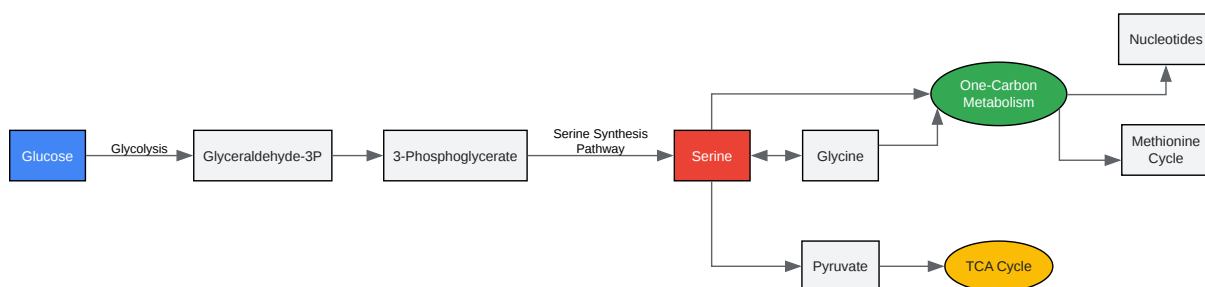 Nucleotides
One-Carbon
Metabolism
Serine Synthesis
Pathway
Methionine
Cycle
Glucose
Glycolysis
Glyceraldehyde-3P
3-Phosphoglycerate
Serine
Glycine
Pyruvate
TCA Cycle